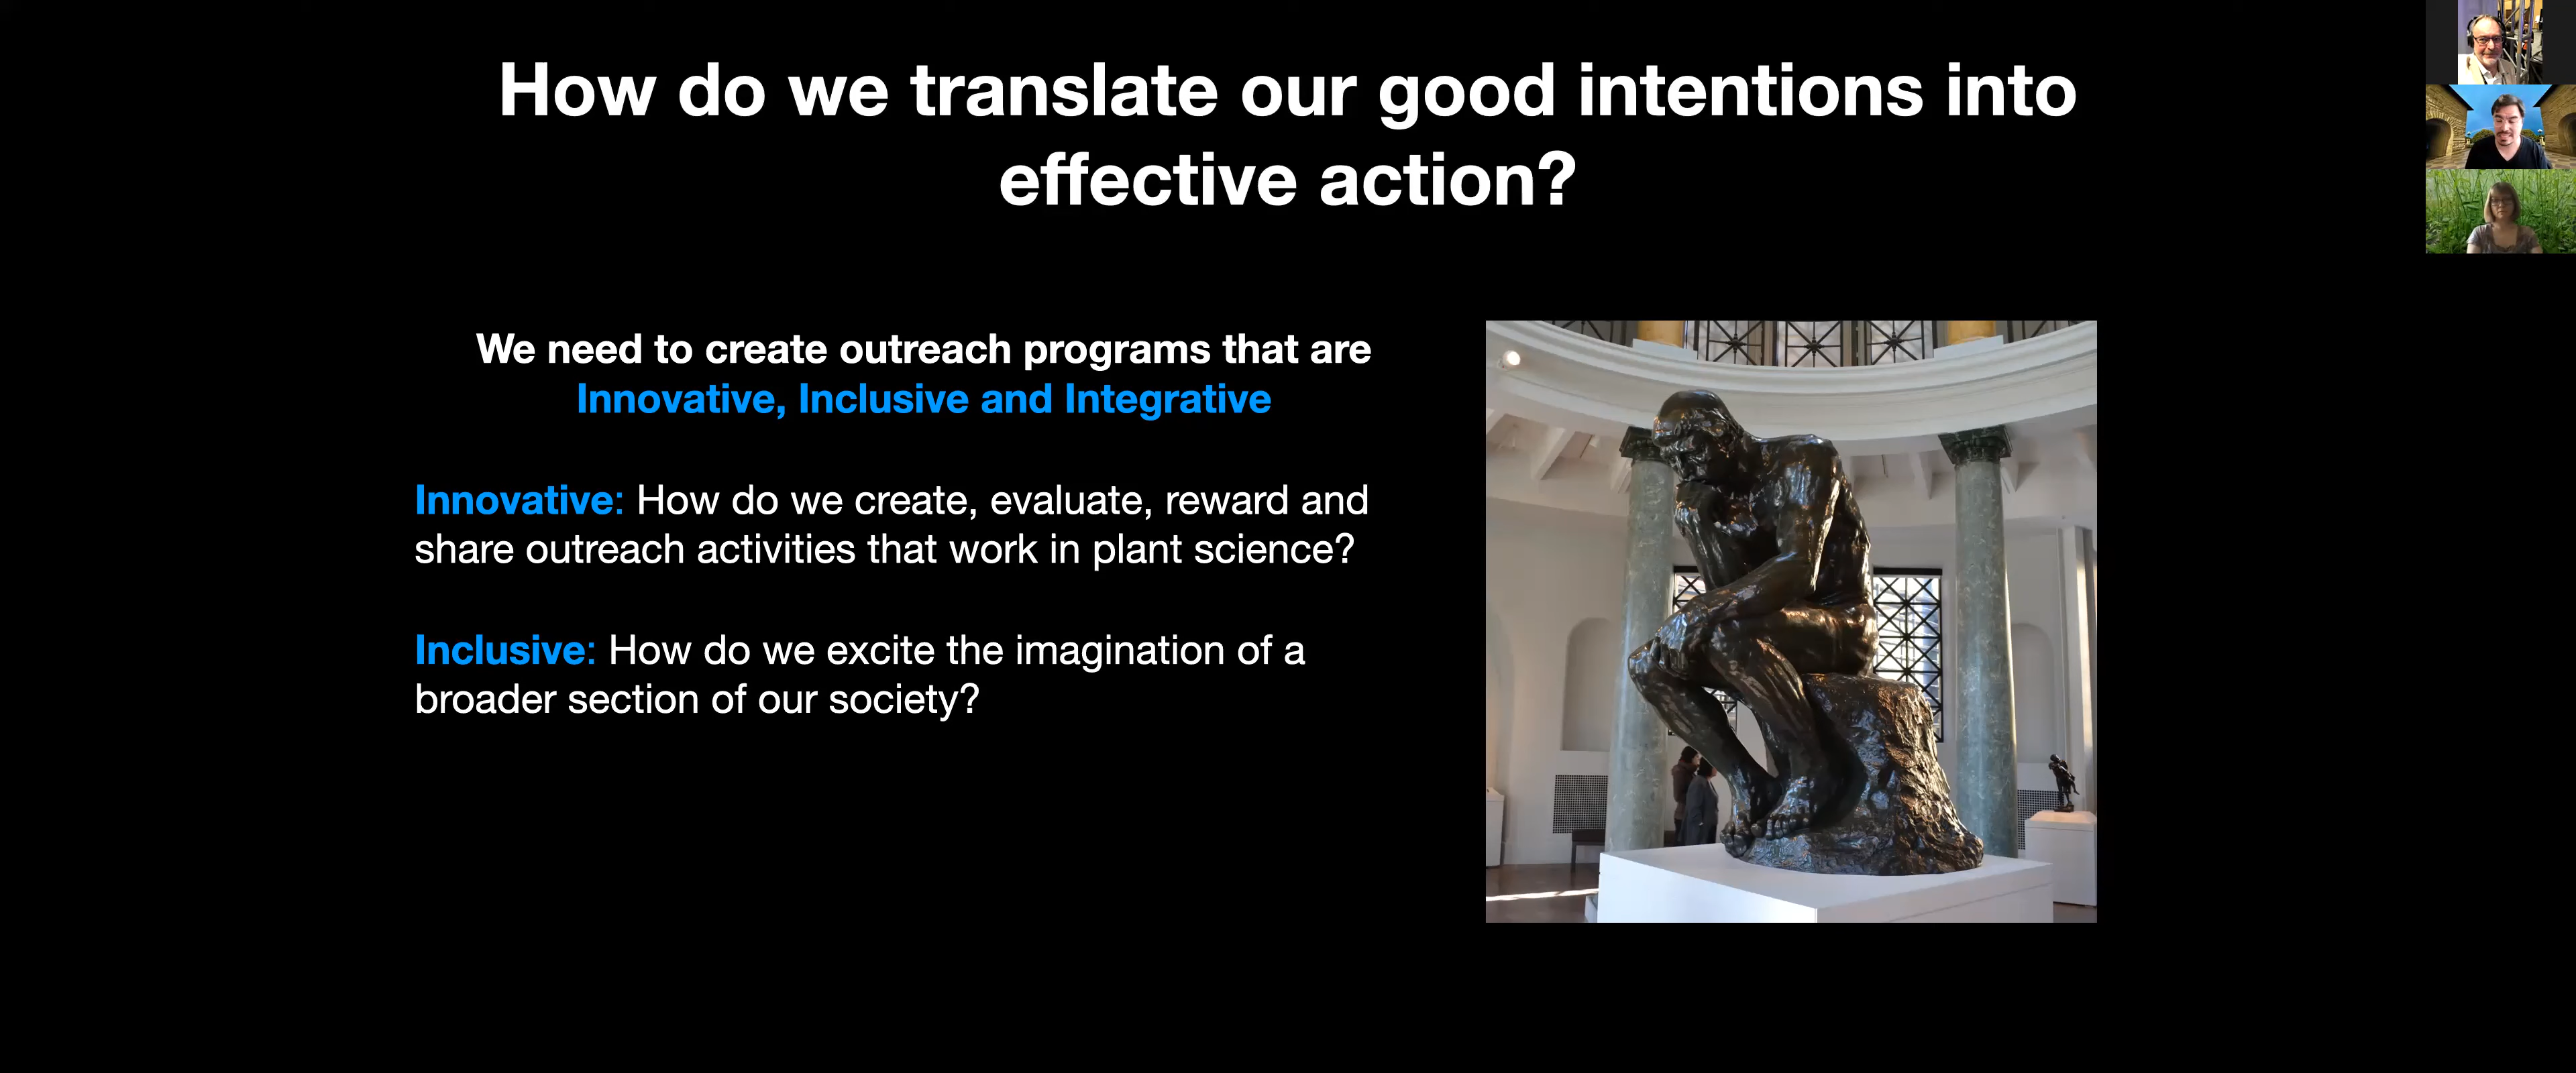 How do we translate our good intentions into
effective action?
We need to create outreach programs that are
Innovative, Inclusive and Integrative
Innovative: How do we create, evaluate, reward and
share outreach activities that work in plant science?
Inclusive: How do we excite the imagination of a
broader section of our society?